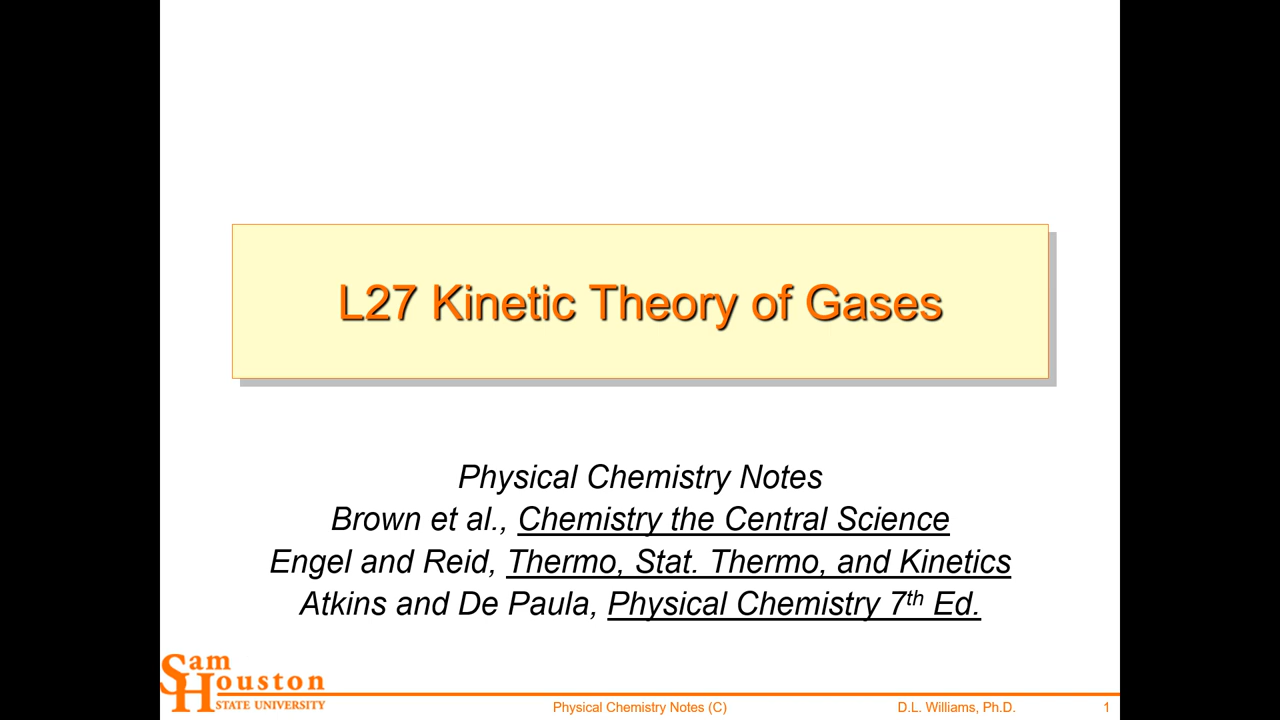 L27 Kinetic Theory of Gases
Physical Chemistry Notes
Brown et al., Chemistry the Central Science
Engel and Reid, Thermo, Stat. Thermo, and Kinetics
Atkins and De Paula, Physical Chemistry 7th Ed.
Sam
Houston
STATE UNIVERSITY
Physical Chemistry Notes (C)
D.L. Williams, Ph.D.
1